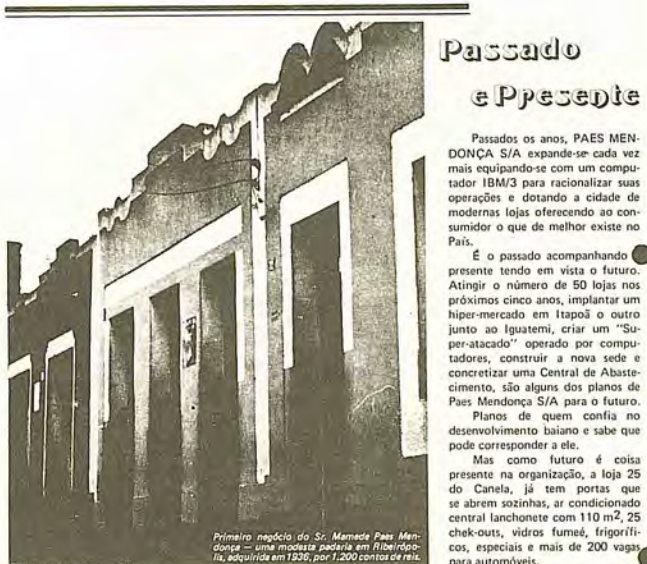 Passado
e Presente
Passados os anos, PAES MEN-
DONÇA S/A expande-se cada vez
mais equipando-se com um compu-
tador IBM/3 para racionalizar suas
operações e dotando a cidade de
modernas lojas oferecendo ao con-
sumidor o que de melhor existe no
País.
É o passado acompanhando
presente tendo em vista o futuro.
Atingir o número de 50 lojas nos
próximos cinco anos, implantar um
hiper-mercado em Itapoã o outro
junto ao Iguatemi, criar um "Su-
per-atacado" operado por compu-
tadores, construir a nova sede e
concretizar uma Central de Abaste-
cimento, são alguns dos planos de
Paes Mendonça S/A para o futuro.
Planos de quem confia no
desenvolvimento baiano e sabe que
pode corresponder a ele.
Mas como futuro é coisa
presente na organização, a loja 25
do Canela, já tem portas que
se abrem sozinhas, ar condicionado
central lanchonete com 110 m², 25
chek-outs, vidros fumeé, frigorífi-
cos, especiais e mais de 200 vagas
para automóveis.
Primeiro negócio do Sr. Mamede Paes Men-
donça — uma modesta padaria em Ribeirópo-
lis, adquirida em 1936, por 1.200 contos de reis.